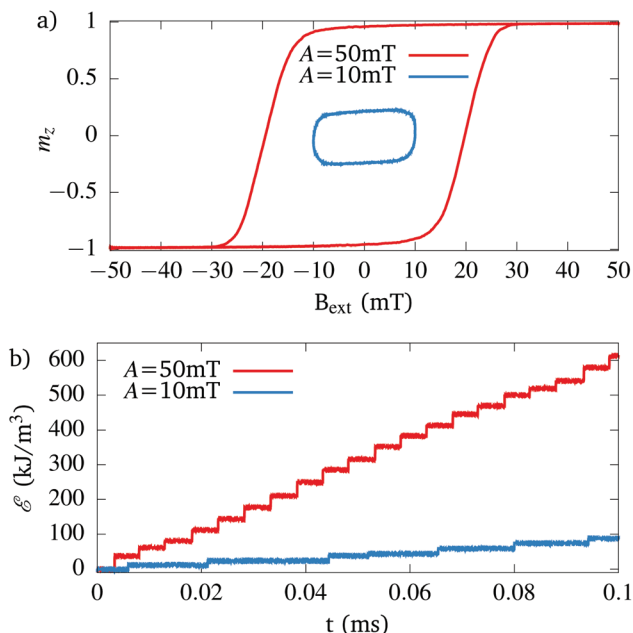 a)
1
0.5
0
−0.5
−1
m_z
A=50mT
A=10mT
−50 −40 −30 −20 −10 0 10 20 30 40 50
B_ext (mT)
b)
600
500
400
300
200
100
0
ℰ (kJ/m³)
A=50mT
A=10mT
0 0.02 0.04 0.06 0.08 0.1
t (ms)